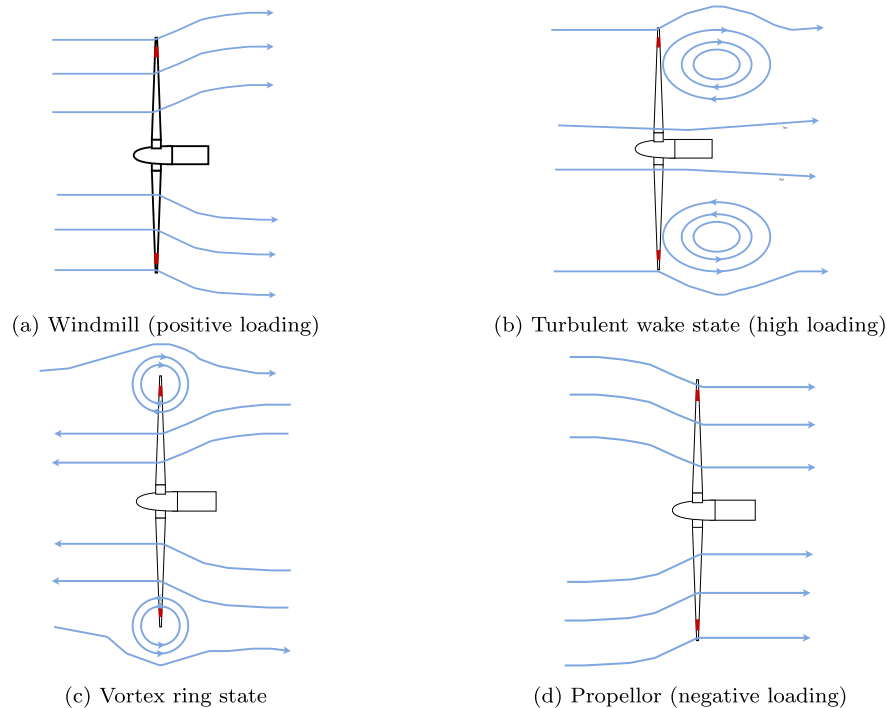 (a) Windmill (positive loading)
(b) Turbulent wake state (high loading)
(c) Vortex ring state
(d) Propellor (negative loading)